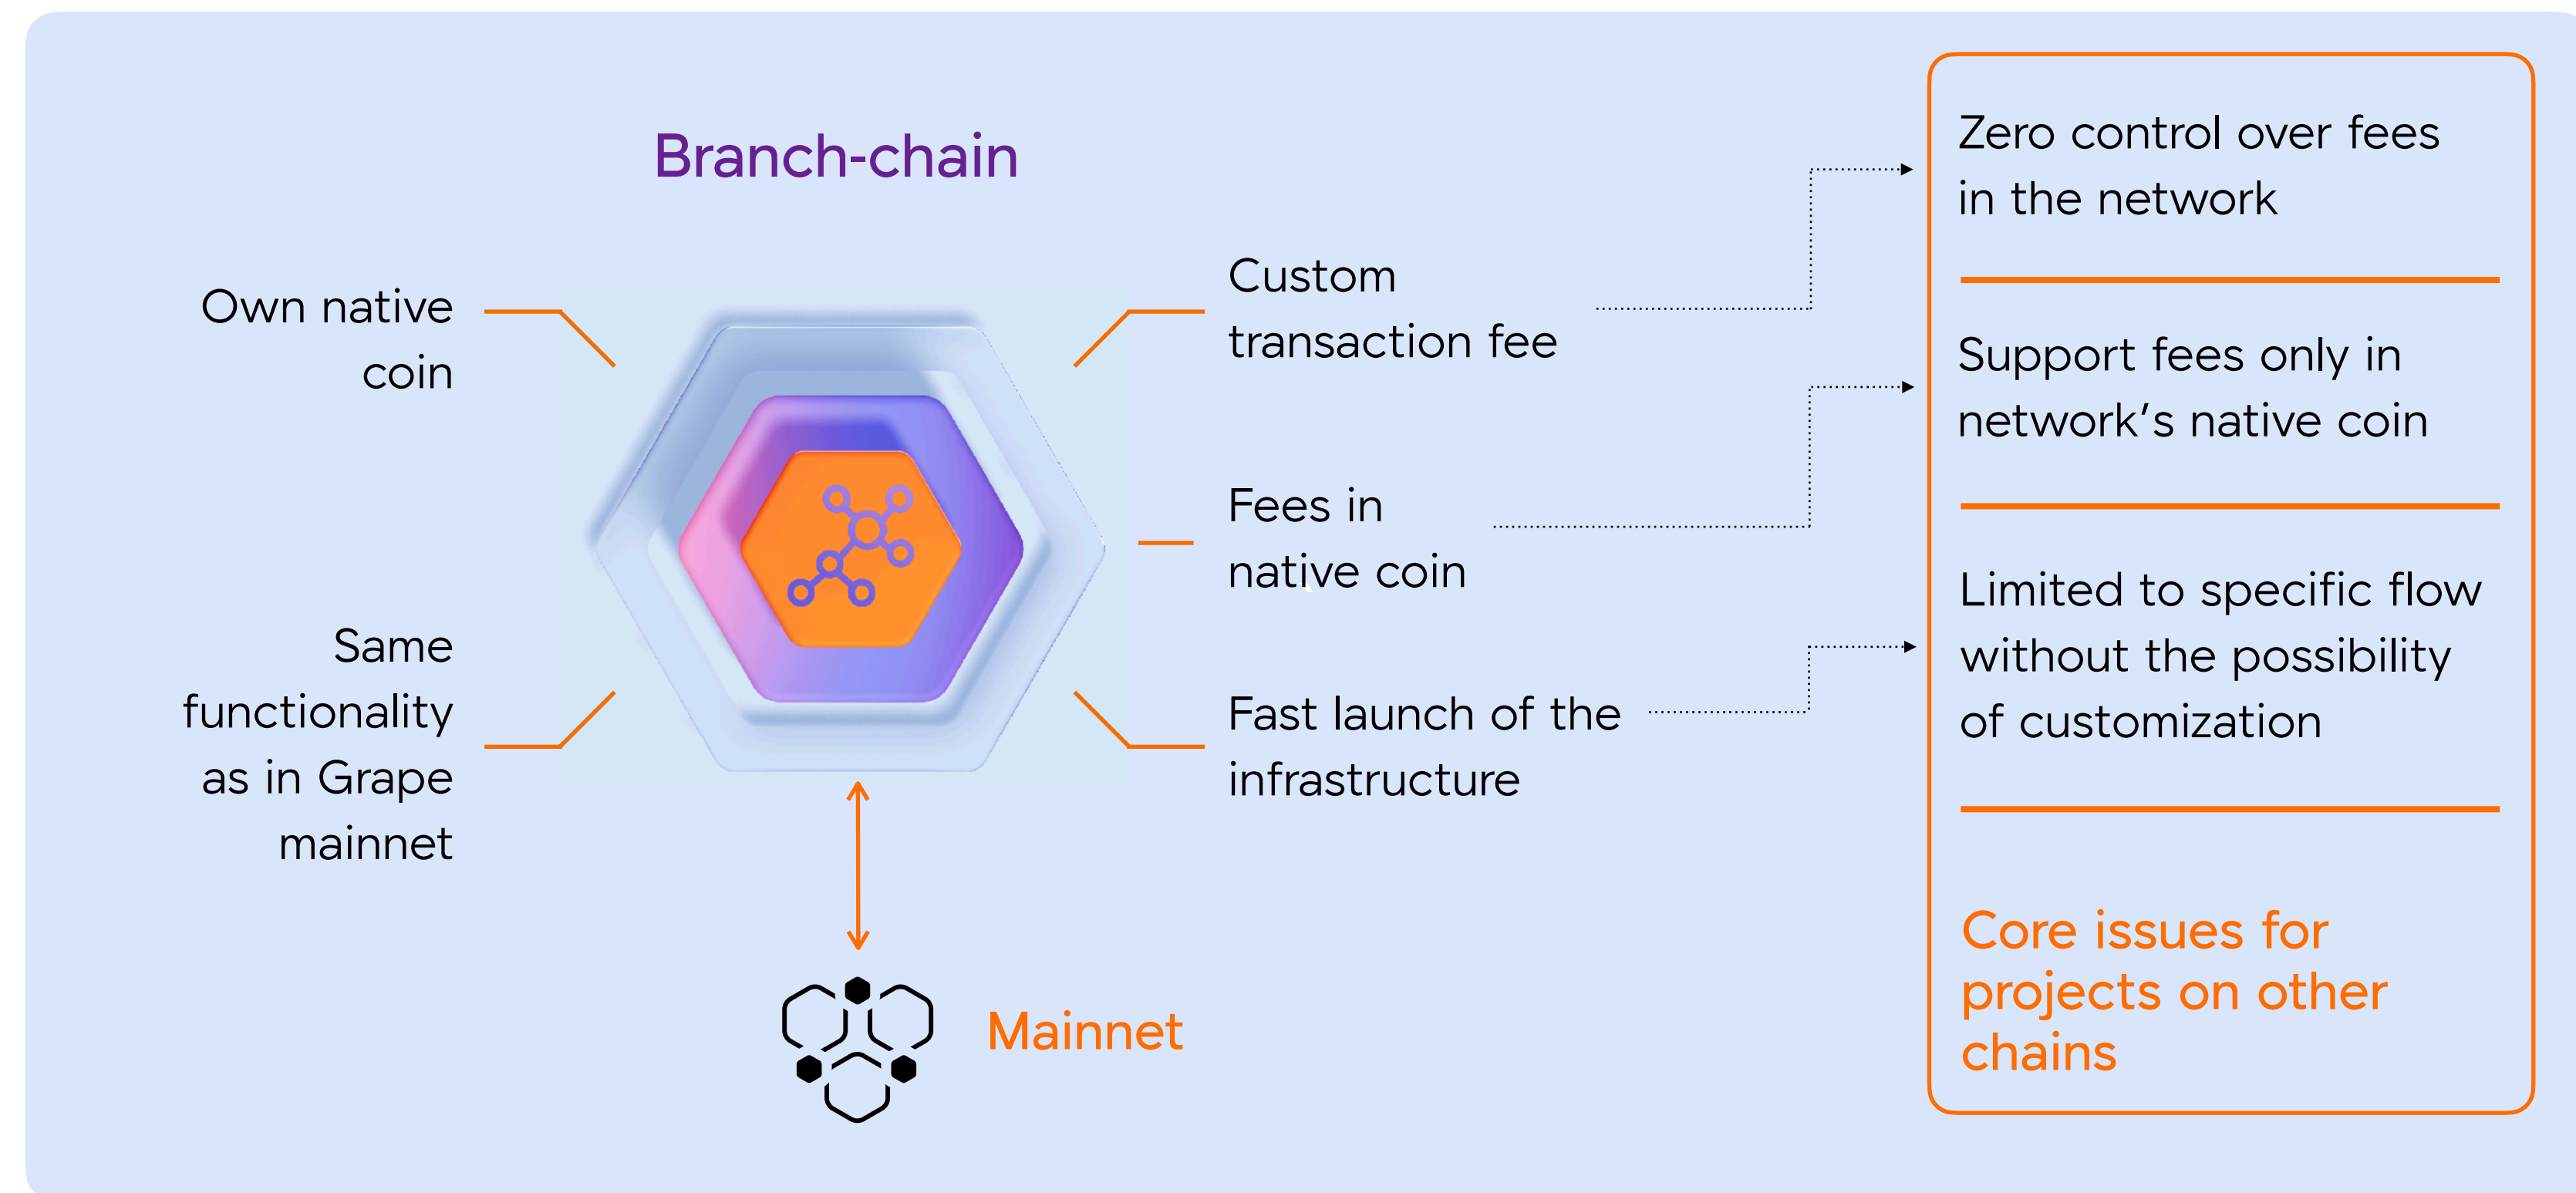 Branch-chain
Own native
coin
Same
functionality
as in Grape
mainnet
Custom
transaction fee
Fees in
native coin
Fast launch of the
infrastructure
Mainnet
Zero control over fees
in the network
Support fees only in
network’s native coin
Limited to specific flow
without the possibility
of customization
Core issues for
projects on other
chains